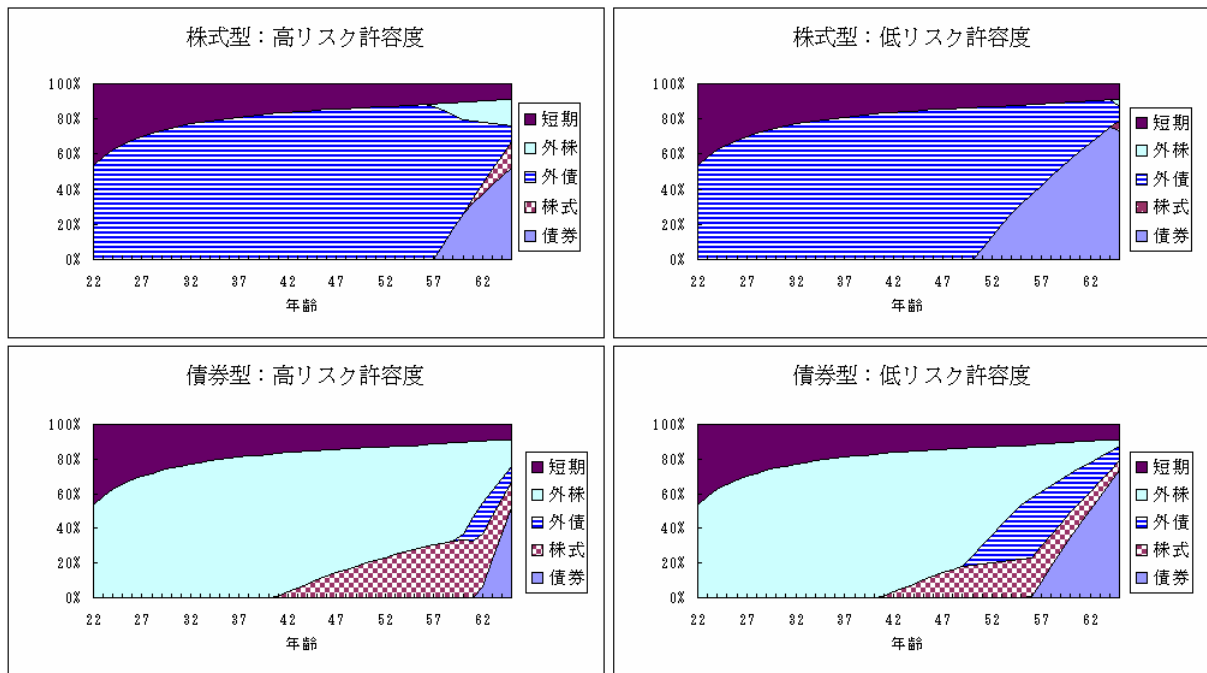 株式型：高リスク許容度
100%
80%
60%
40%
20%
0%
22 27 32 37 42 47 52 57 62
年齢
短期
外株
外債
株式
債券
株式型：低リスク許容度
100%
80%
60%
40%
20%
0%
22 27 32 37 42 47 52 57 62
年齢
短期
外株
外債
株式
債券
債券型：高リスク許容度
100%
80%
60%
40%
20%
0%
22 27 32 37 42 47 52 57 62
年齢
短期
外株
外債
株式
債券
債券型：低リスク許容度
100%
80%
60%
40%
20%
0%
22 27 32 37 42 47 52 57 62
年齢
短期
外株
外債
株式
債券